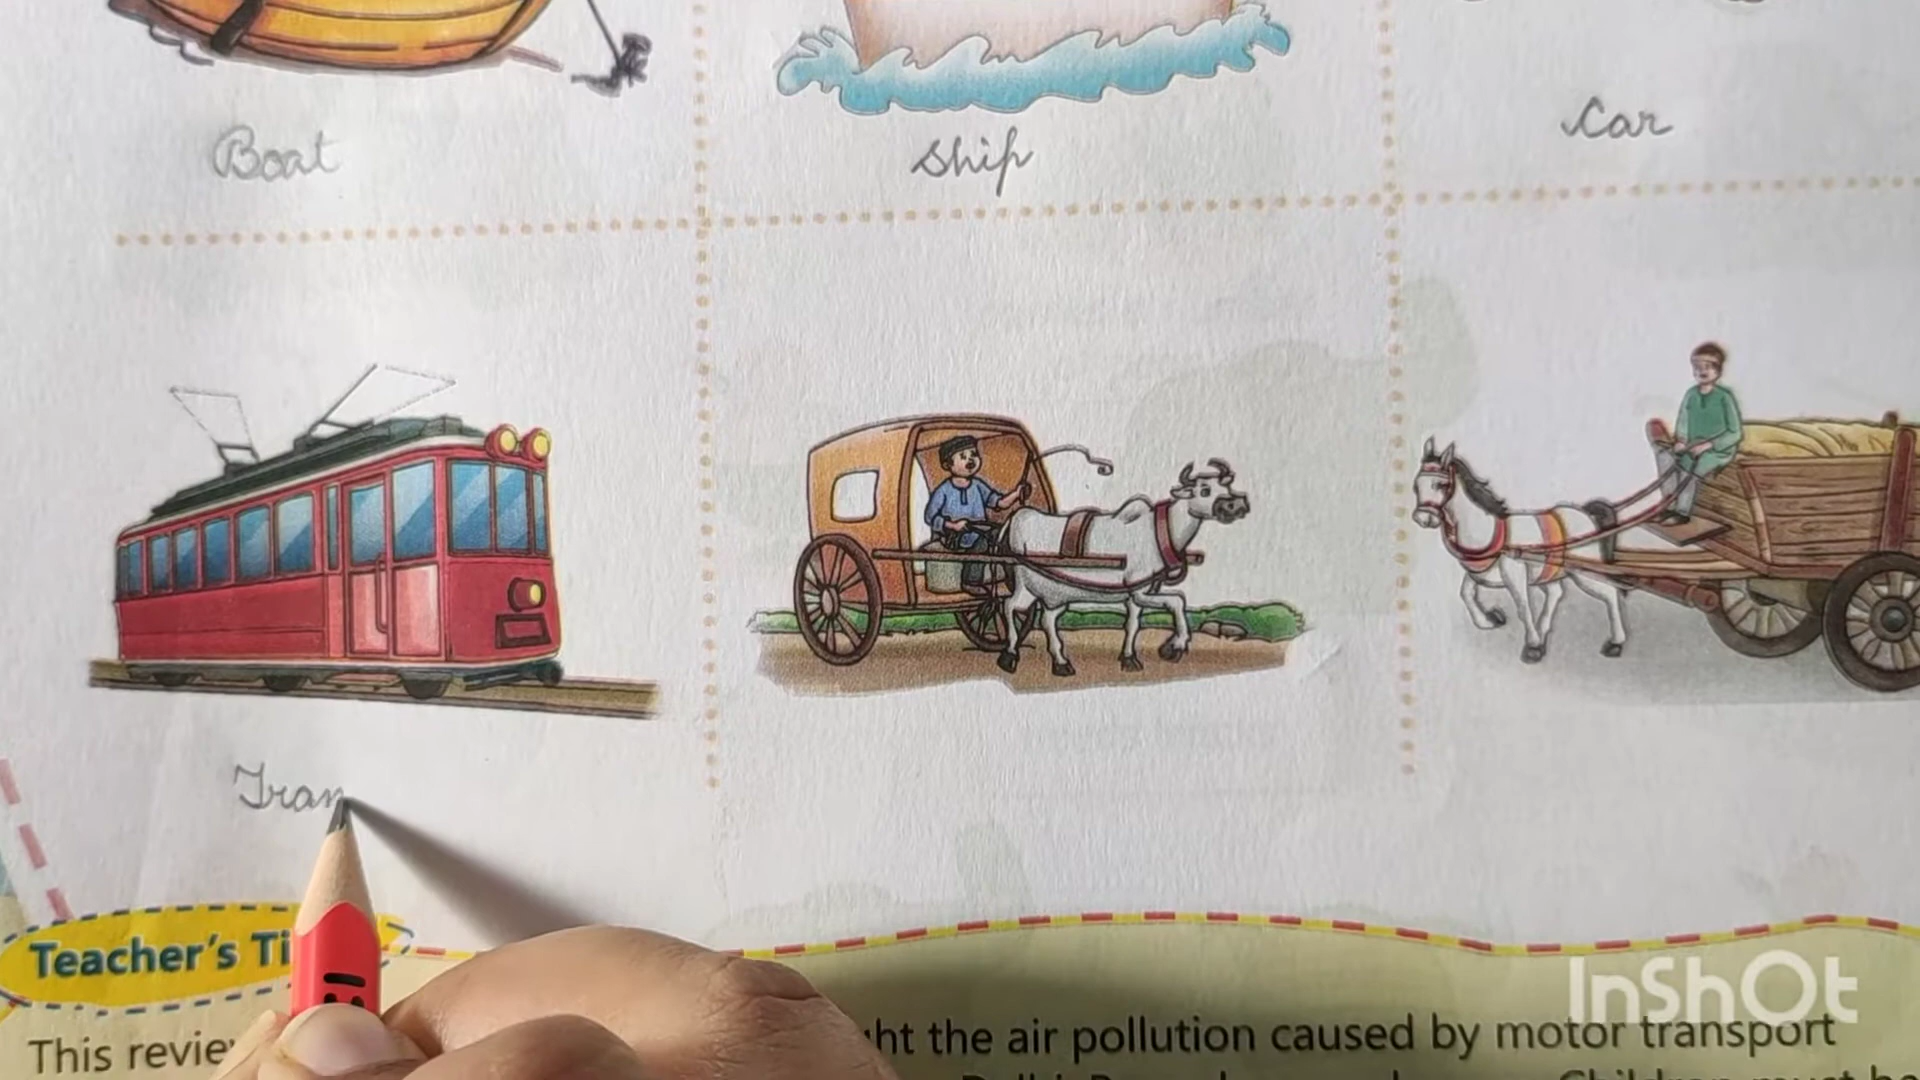 Boat
Ship
Car
Tram
Teacher's Ti
This revie ht the air pollution caused by motor transport
InShOt